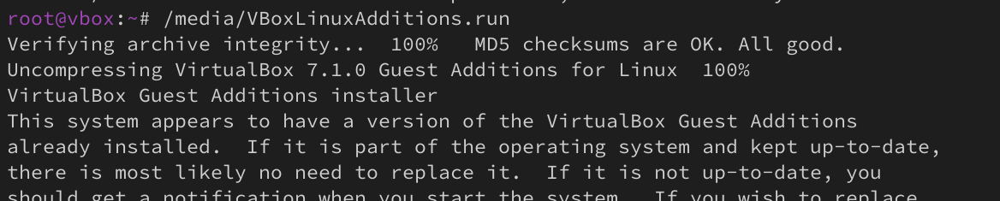 root@vbox:~# /media/VBoxLinuxAdditions.run
Verifying archive integrity...  100%   MD5 checksums are OK. All good.
Uncompressing VirtualBox 7.1.0 Guest Additions for Linux  100%
VirtualBox Guest Additions installer
This system appears to have a version of the VirtualBox Guest Additions
already installed.  If it is part of the operating system and kept up-to-date,
there is most likely no need to replace it.  If it is not up-to-date, you
should get a notification when you start the system.  If you wish to replace